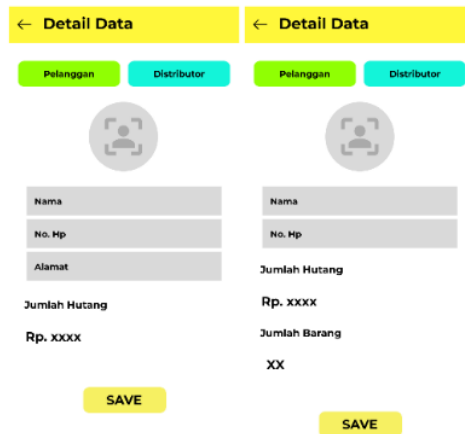 ← Detail Data
Pelanggan Distributor
Nama
No. Hp
Alamat
Jumlah Hutang
Rp. xxxx
SAVE
← Detail Data
Pelanggan Distributor
Nama
No. Hp
Jumlah Hutang
Rp. xxxx
Jumlah Barang
XX
SAVE